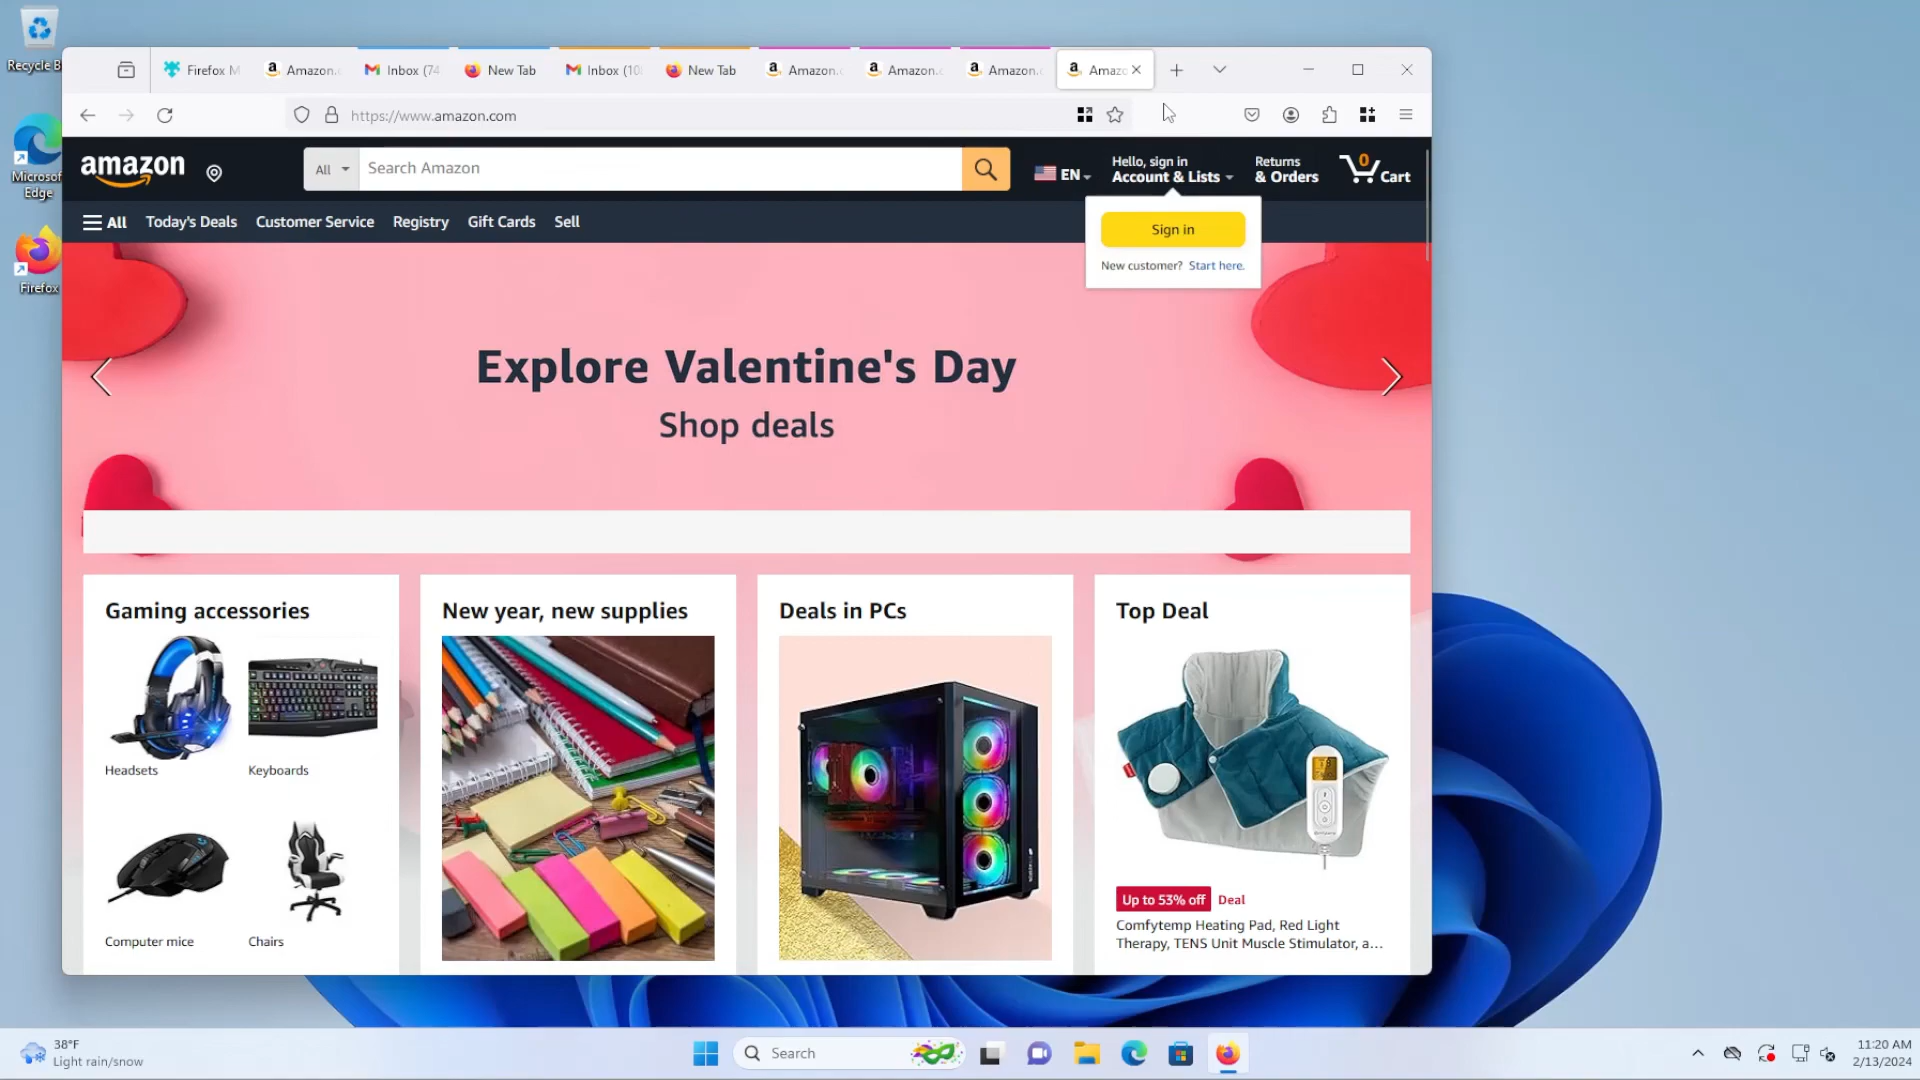 Recycle B
Microsof
Edge
Firefox
Firefox M
Amazon.c
Inbox (74
New Tab
Inbox (10
New Tab
Amazon.c
Amazon.c
Amazon.c
Amazo
https://www.amazon.com
amazon
All
Search Amazon
EN
Hello, sign in
Account & Lists
Returns
& Orders
0
Cart
All
Today's Deals
Customer Service
Registry
Gift Cards
Sell
Sign in
New customer? Start here.
Explore Valentine's Day
Shop deals
Gaming accessories
Headsets
Keyboards
Computer mice
Chairs
New year, new supplies
Deals in PCs
Top Deal
Up to 53% off Deal
Comfytemp Heating Pad, Red Light
Therapy, TENS Unit Muscle Stimulator, a…
38°F
Light rain/snow
Search
11:20 AM
2/13/2024